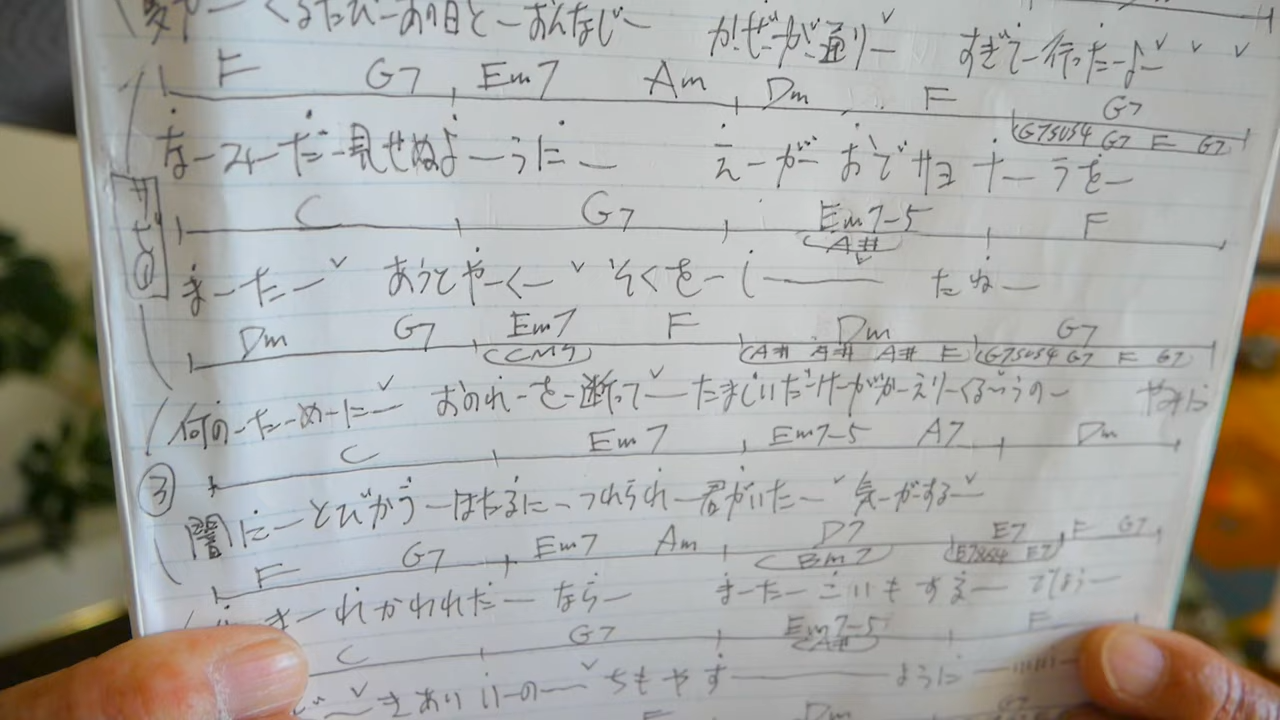 くるたびーあの日とーおんなじー かぜが通りー すぎてー行ったーよー
F G7 Em7 Am Dm F G7
G7sus4 G7 F G7
なーみーだー見せぬよーうにー えーがおでサヨナーラをー
サビ①
C G7 Em7-5 F
(A#)
まーたー あうとやーくー そくをーしー たねー
Dm G7 Em7 F Dm G7
(CM7) (A# A# A# F) (G7sus4 G7 F G7)
何のーたーめーにー おのれーをー断ってー たましいだけーがかーえりーくるーうのー やみに
C Em7 Em7-5 A7 Dm
③
闇にーとびかうーほたるにーつれられー君がいたー 気ーがするー
F G7 Em7 Am D7 E7 F G7
(Bm7) (E7sus4 E7)
まーれかわれたー ならー まーたーこいもするー でしょうー
C G7 Em7-5 F
(A#)
きあいいーのー ちもやすー ようにー
F Dm G7